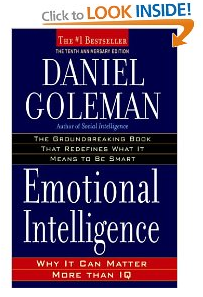 Click to LOOK INSIDE!
THE #1 BESTSELLER
THE TENTH ANNIVERSARY EDITION
DANIEL
GOLEMAN
Author of Social Intelligence
THE GROUNDBREAKING BOOK
THAT REDEFINES WHAT IT
MEANS TO BE SMART
Emotional
Intelligence
WHY IT CAN MATTER
MORE THAN IQ